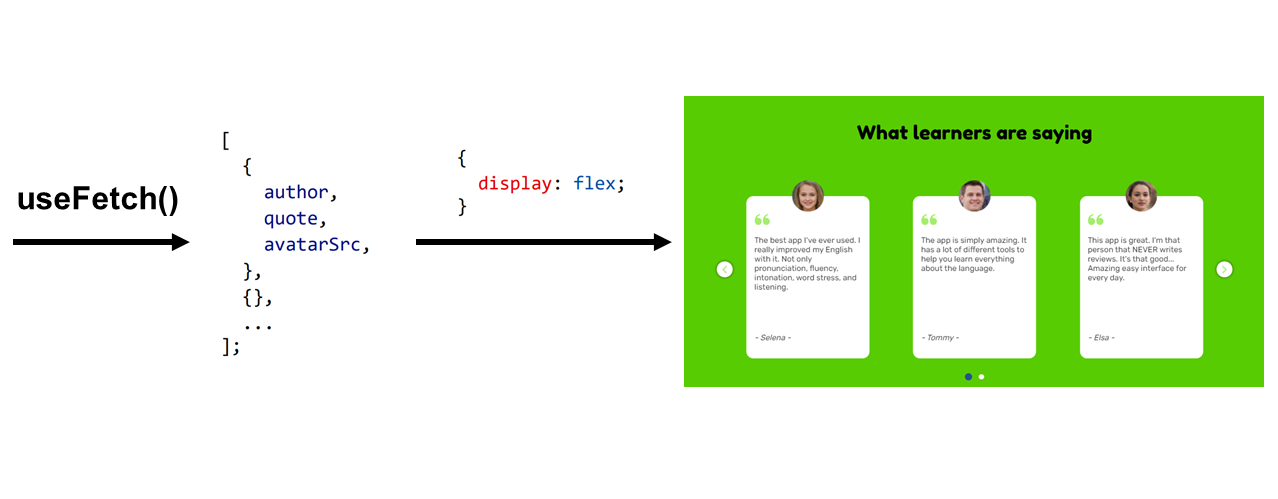 useFetch()
[
{
author,
quote,
avatarSrc,
},
{},
...
];
{
display: flex;
}
What learners are saying
The best app I've ever used. I
really improved my English
with it. Not only
pronunciation, fluency,
intonation, word stress, and
listening.
- Selena -
The app is simply amazing. It
has a lot of different tools to
help you learn everything
about the language.
- Tommy -
This app is great. I'm that
person that NEVER writes
reviews. It's that good...
Amazing easy interface for
every day.
- Elsa -